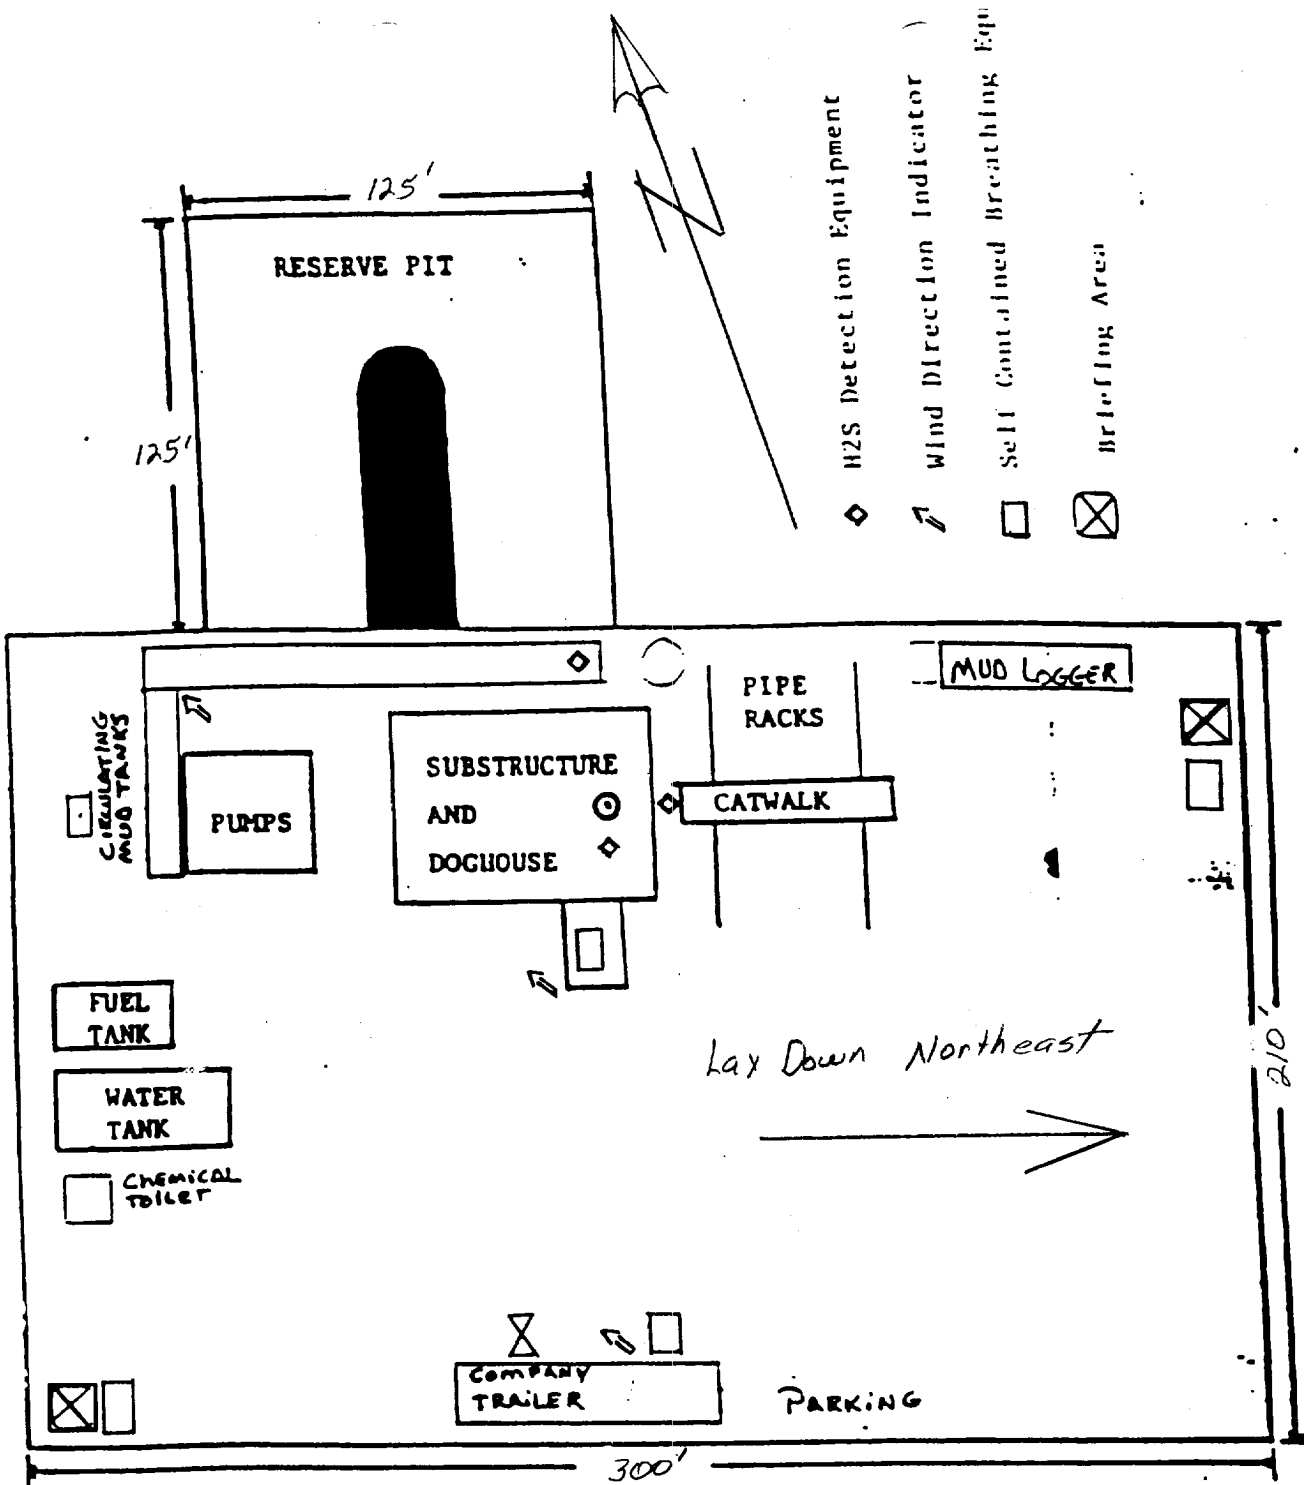 125'
RESERVE PIT
125'
N
H2S Detection Equipment
Wind Direction Indicator
Self Contained Breathing Equ
Briefing Area
MUD LOGGER
PIPE
RACKS
CIRCULATING
MUD TANKS
SUBSTRUCTURE
AND
DOGHOUSE
PUMPS
CATWALK
FUEL
TANK
WATER
TANK
CHEMICAL
TOILET
Lay Down Northeast
210'
COMPANY
TRAILER
PARKING
300'